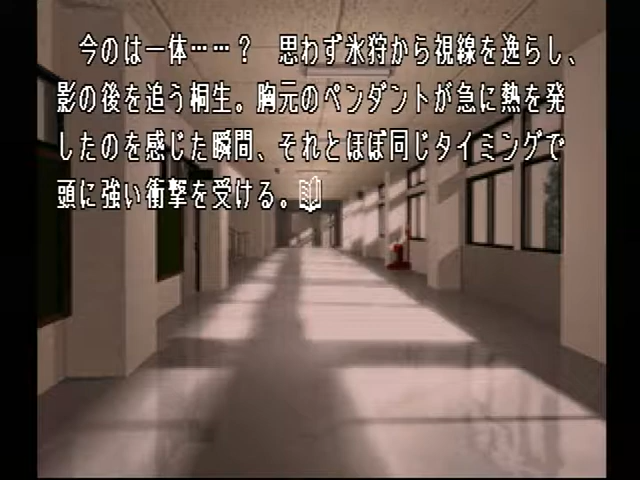 今のは一体……？　思わず氷狩から視線を逸らし、
影の後を追う桐生。胸元のペンダントが急に熱を発
したのを感じた瞬間、それとほぼ同じタイミングで
頭に強い衝撃を受ける。